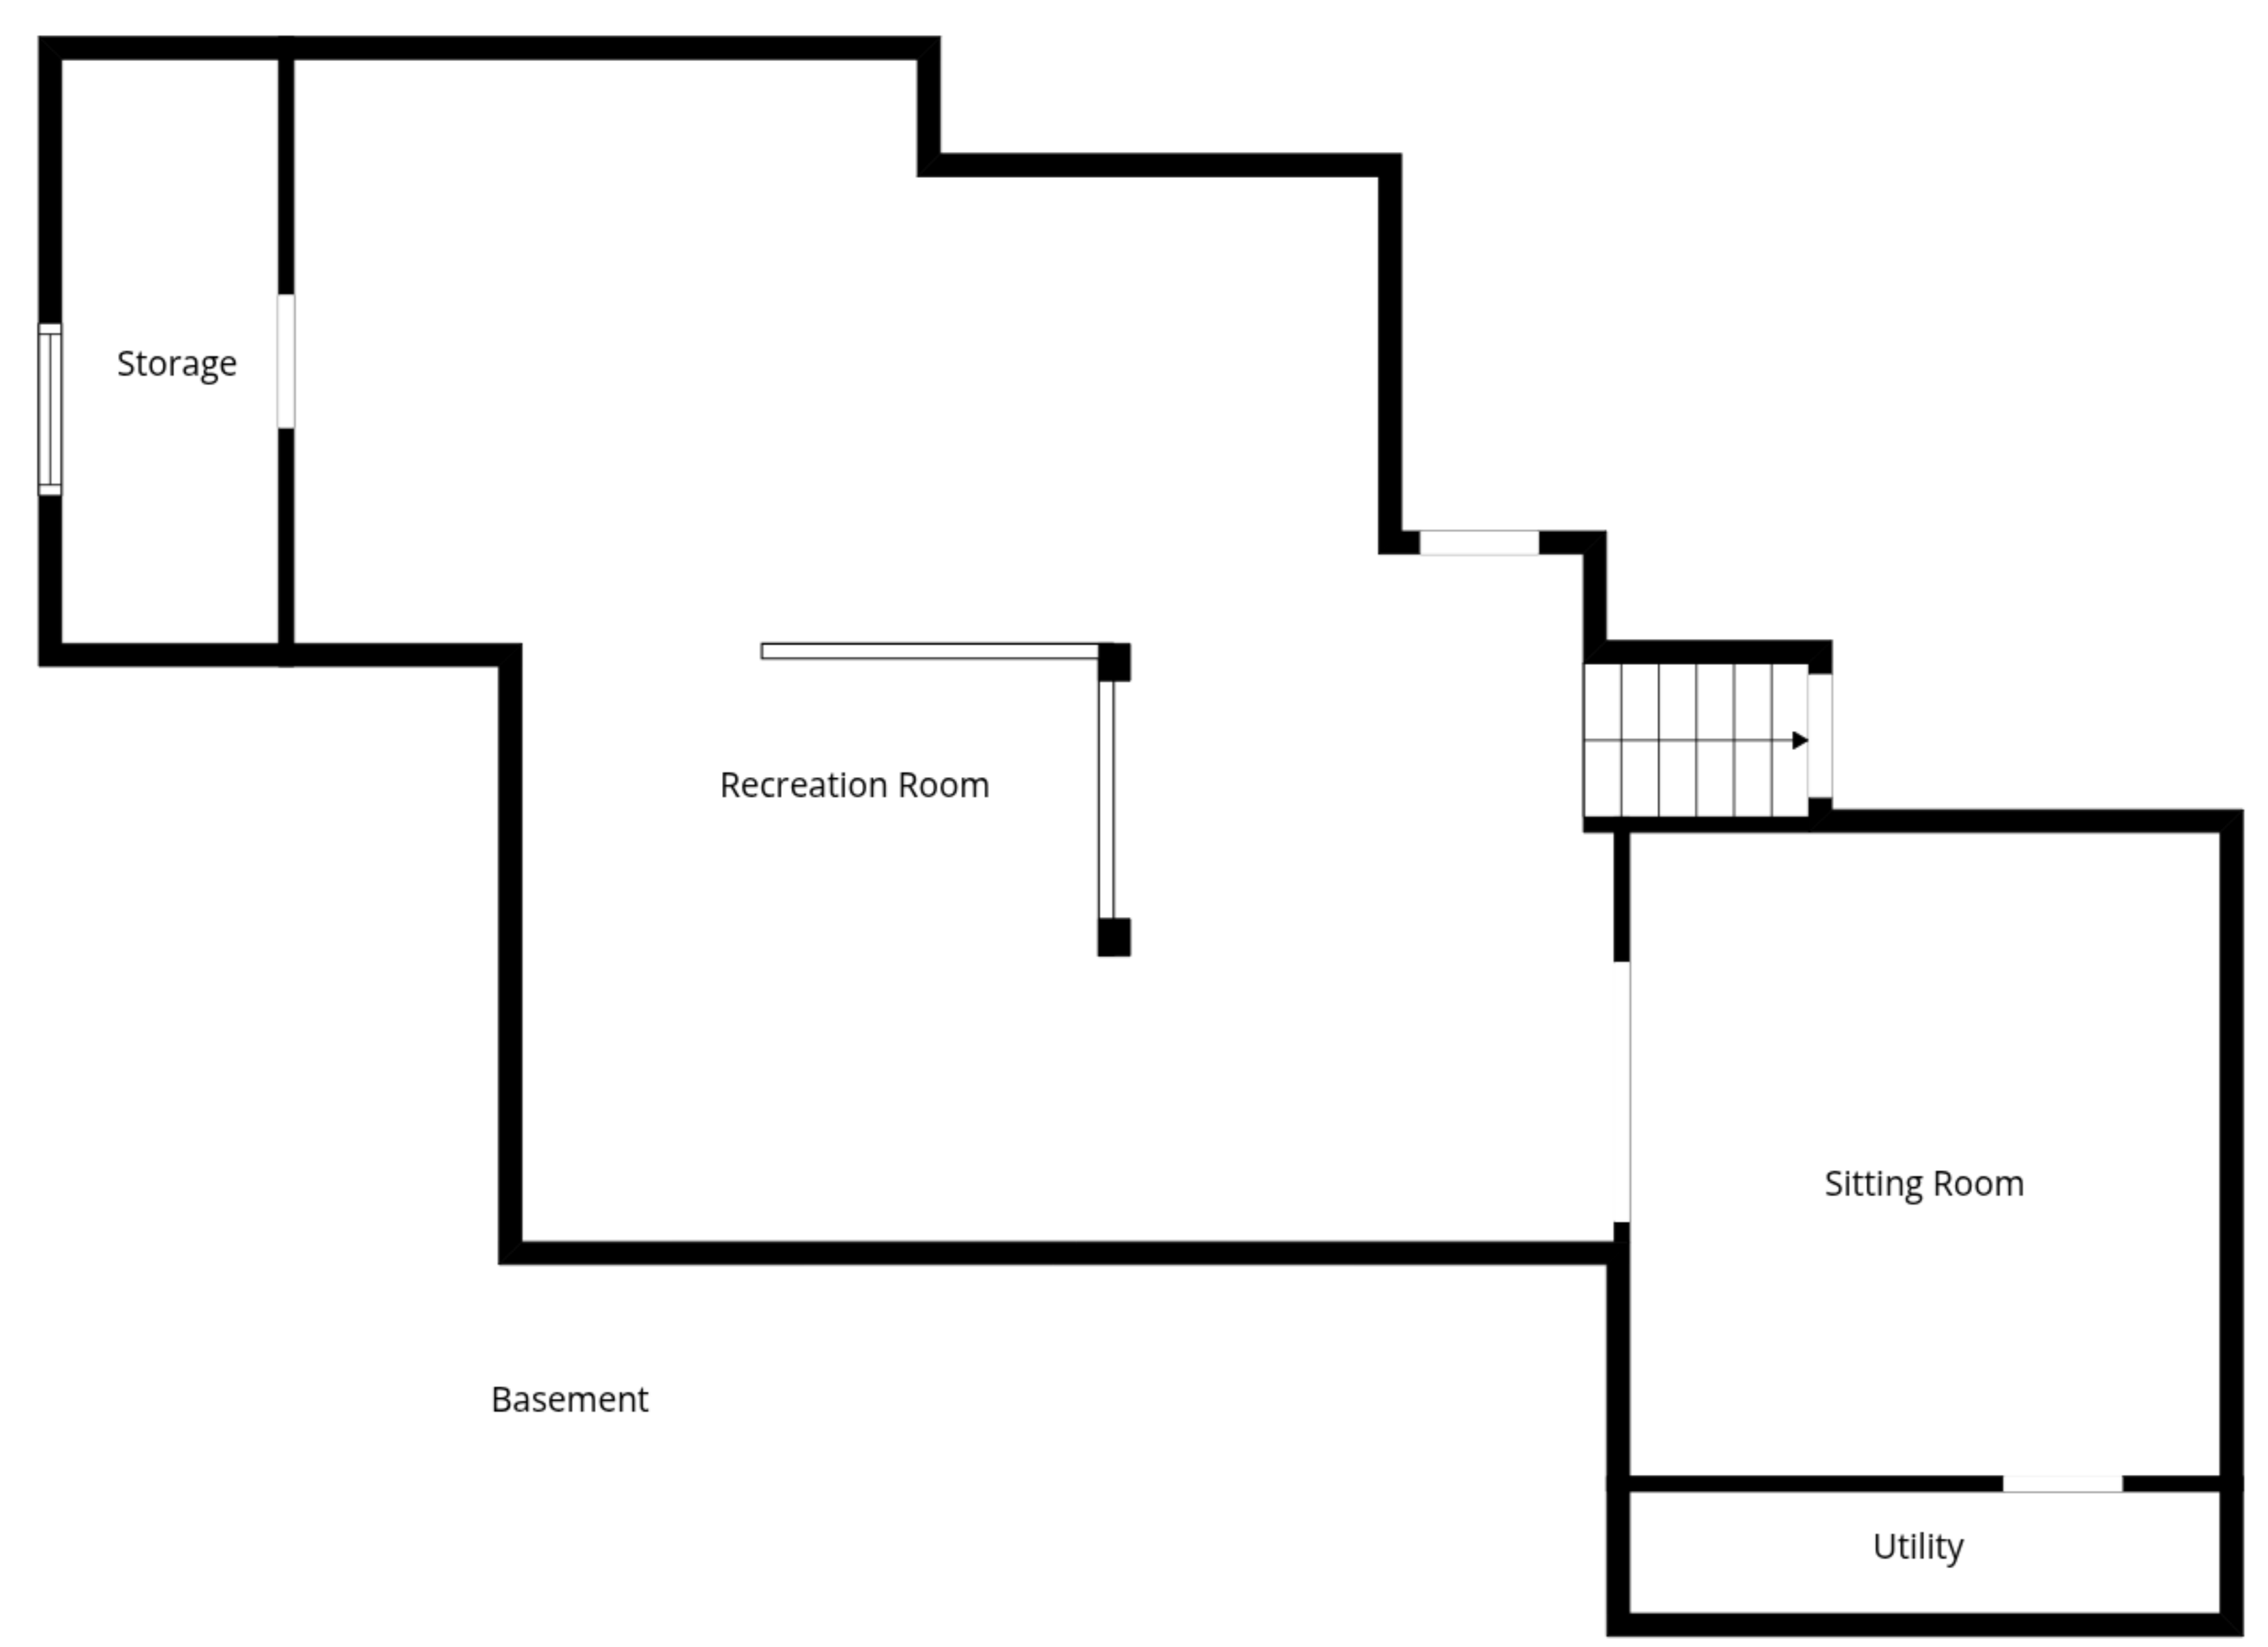 Storage
Recreation Room
Sitting Room
Basement
Utility